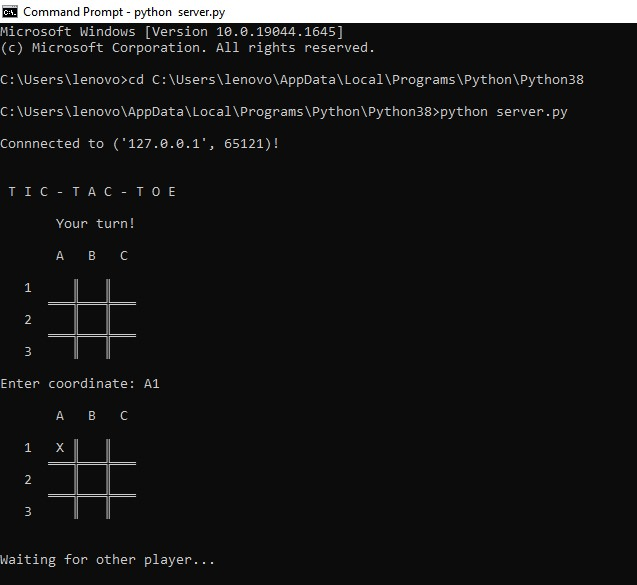 Command Prompt - python  server.py
Microsoft Windows [Version 10.0.19044.1645]
(c) Microsoft Corporation. All rights reserved.
C:\Users\lenovo>cd C:\Users\lenovo\AppData\Local\Programs\Python\Python38
C:\Users\lenovo\AppData\Local\Programs\Python\Python38>python server.py
Connnected to ('127.0.0.1', 65121)!
T I C - T A C - T O E
Your turn!
A B C
1
2
3
Enter coordinate: A1
A B C
1 X
2
3
Waiting for other player...